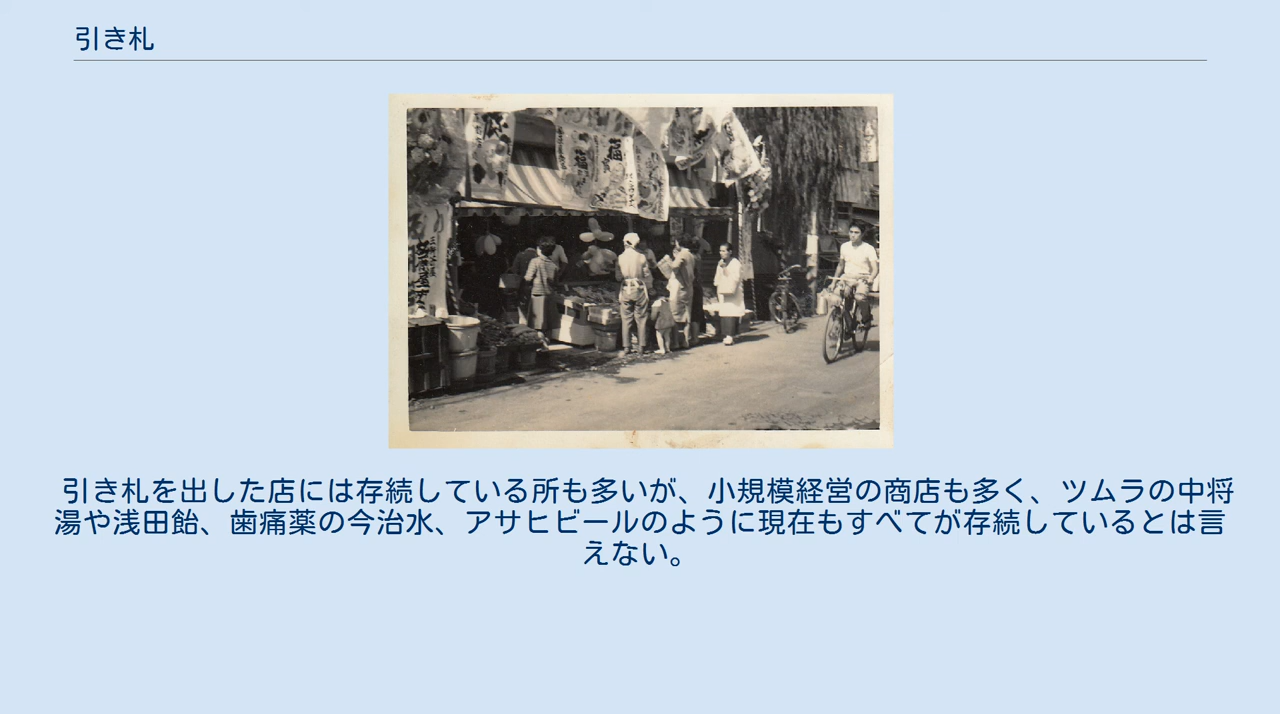 引き札
引き札を出した店には存続している所も多いが、小規模経営の商店も多く、ツムラの中将
湯や浅田飴、歯痛薬の今治水、アサヒビールのように現在もすべてが存続しているとは言
えない。